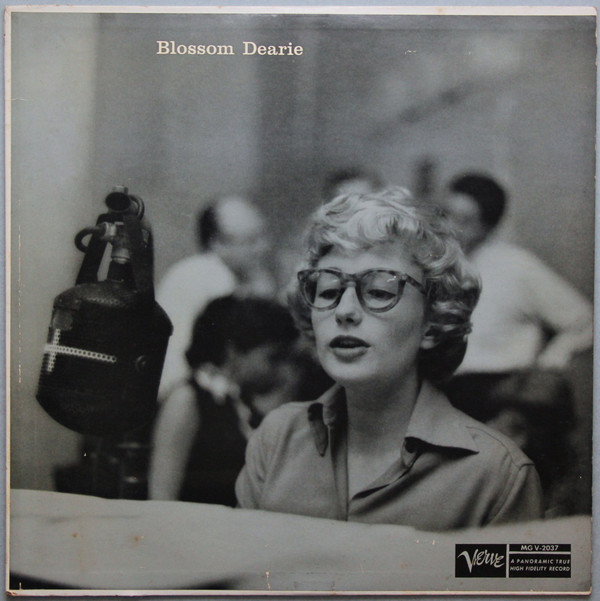 Blossom Dearie
Verve
MG V-2037
A PANORAMIC TRUE
HIGH FIDELITY RECORD